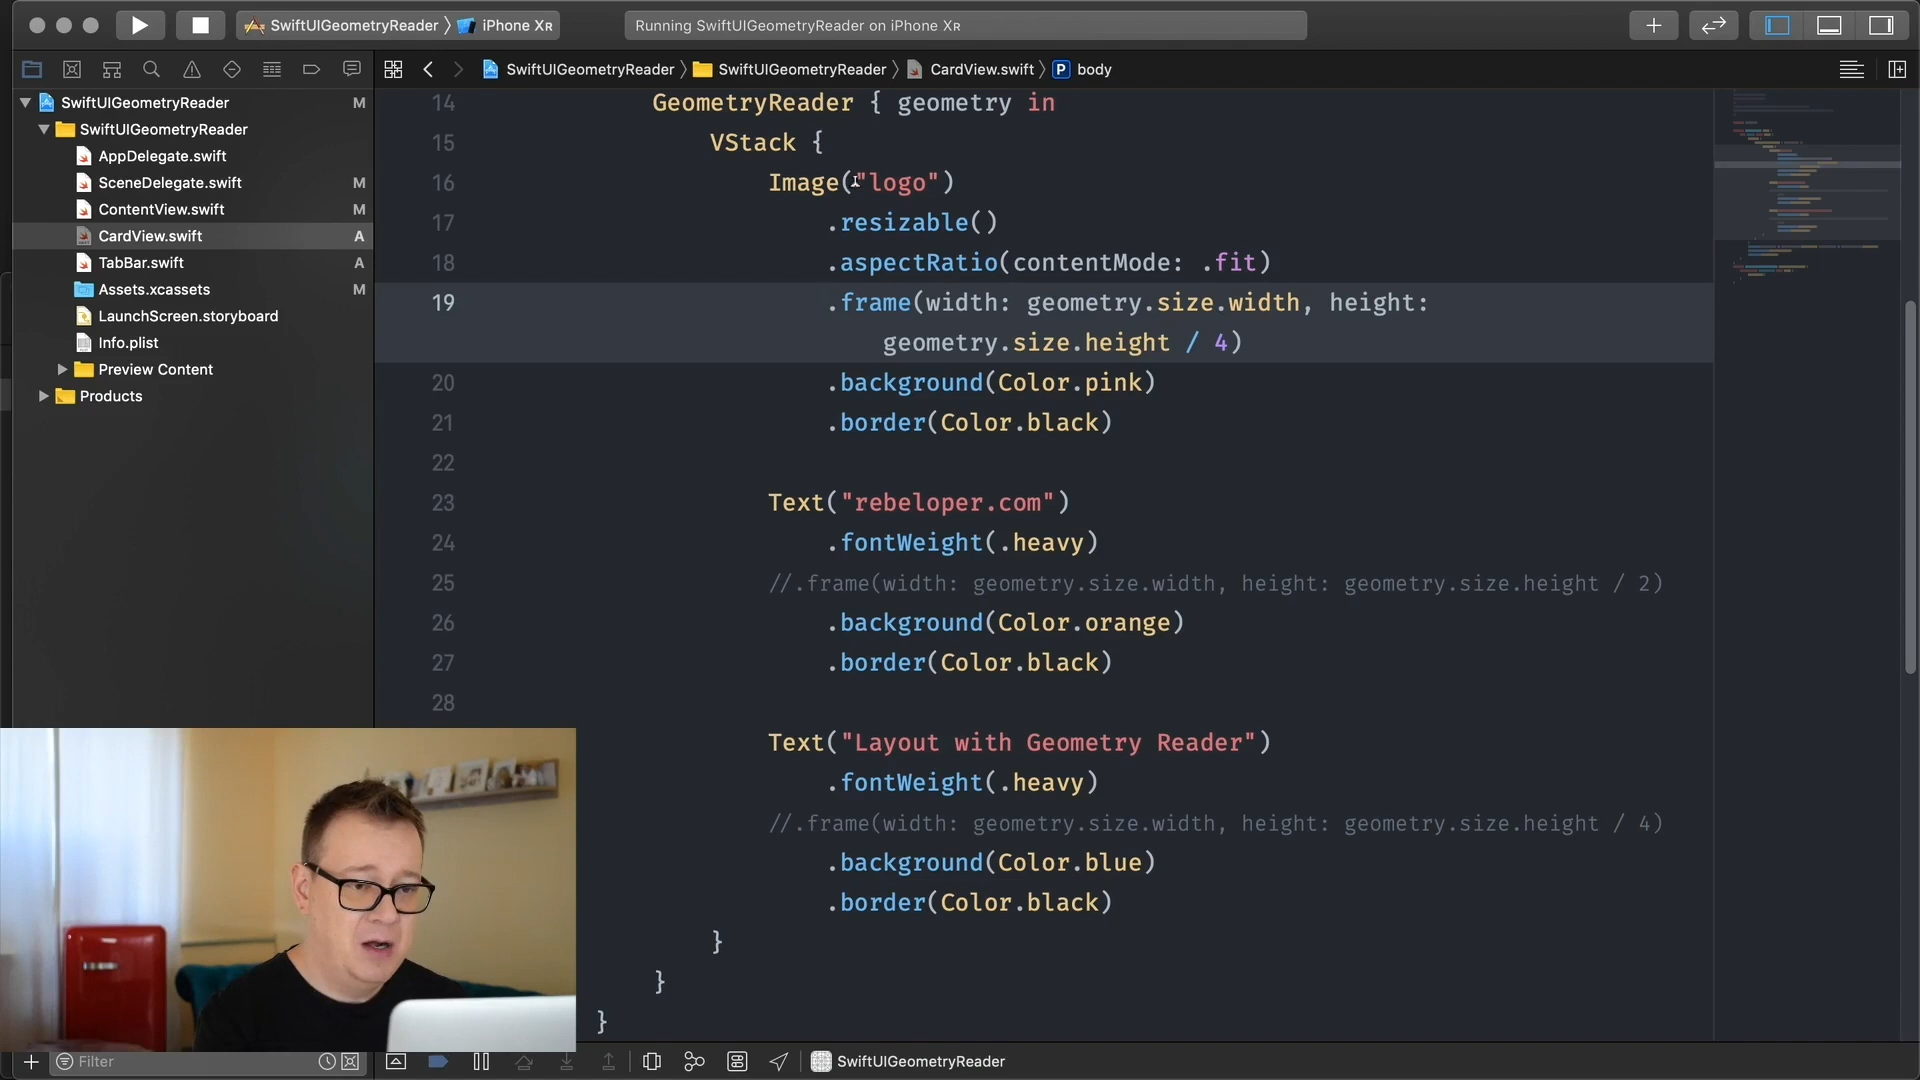 SwiftUIGeometryReader
iPhone Xʀ
Running SwiftUIGeometryReader on iPhone Xʀ
SwiftUIGeometryReader
SwiftUIGeometryReader
CardView.swift
P body
SwiftUIGeometryReader M
SwiftUIGeometryReader
AppDelegate.swift
SceneDelegate.swift M
ContentView.swift M
CardView.swift A
TabBar.swift A
Assets.xcassets M
LaunchScreen.storyboard
Info.plist
Preview Content
Products
14 GeometryReader { geometry in
15 VStack {
16 Image("logo")
17 .resizable()
18 .aspectRatio(contentMode: .fit)
19 .frame(width: geometry.size.width, height:
geometry.size.height / 4)
20 .background(Color.pink)
21 .border(Color.black)
22
23 Text("rebeloper.com")
24 .fontWeight(.heavy)
25 //.frame(width: geometry.size.width, height: geometry.size.height / 2)
26 .background(Color.orange)
27 .border(Color.black)
28
Text("Layout with Geometry Reader")
.fontWeight(.heavy)
//.frame(width: geometry.size.width, height: geometry.size.height / 4)
.background(Color.blue)
.border(Color.black)
}
}
}
Filter
SwiftUIGeometryReader